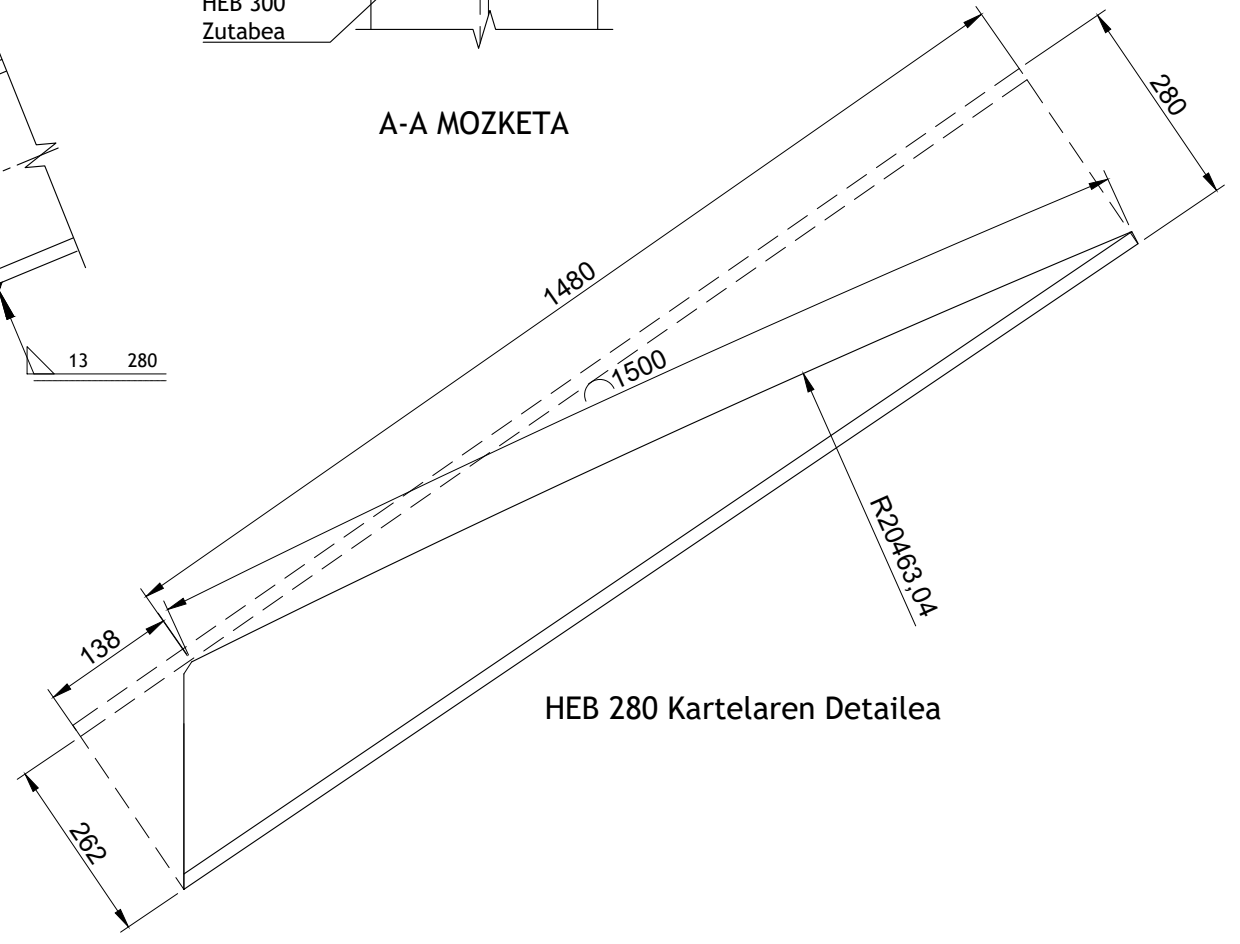 HEB 300
Zutabea
A-A MOZKETA
280
1480
13 280
1500
R20463,04
138
HEB 280 Kartelaren Detailea
262